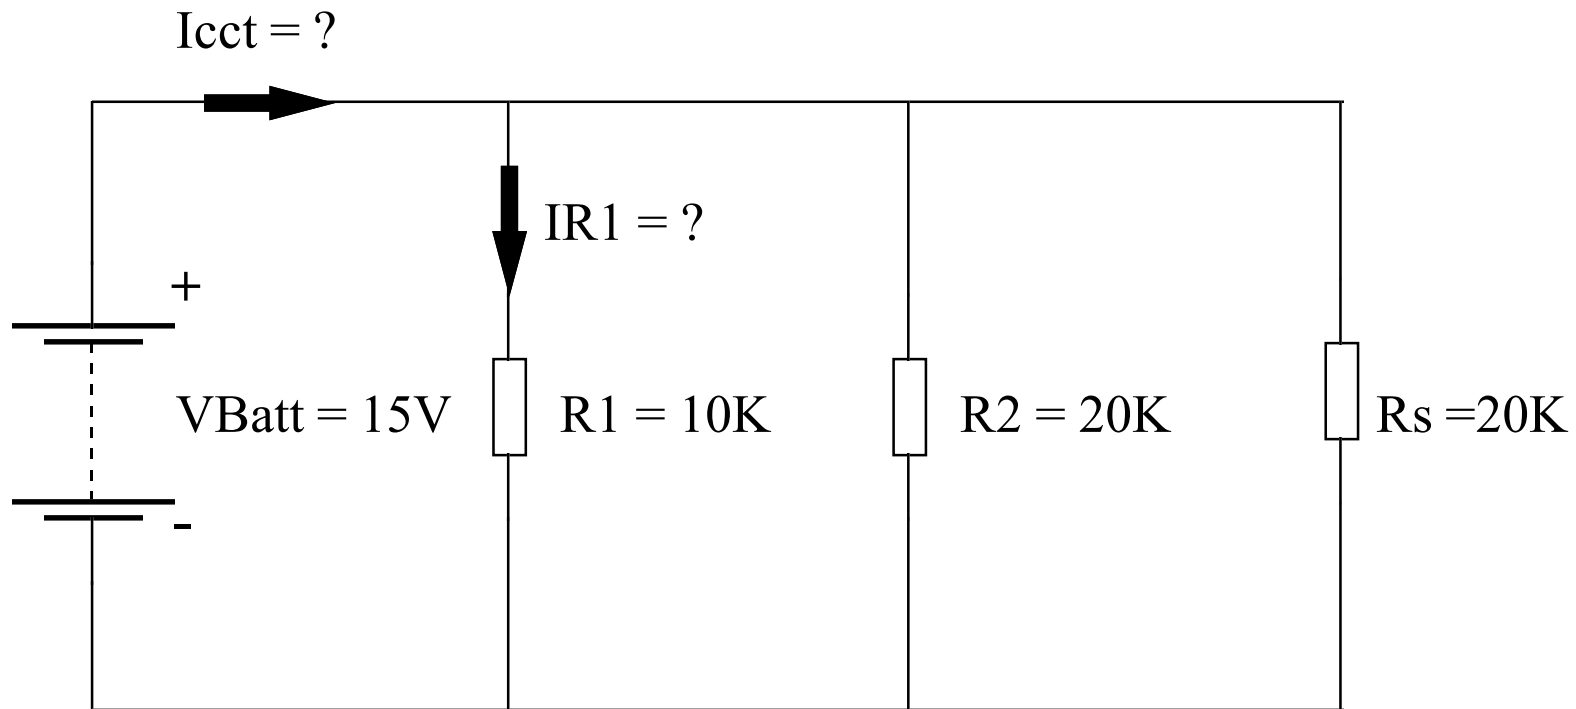 Icct = ?
IR1 = ?
+
VBatt = 15V
R1 = 10K
R2 = 20K
Rs =20K
-